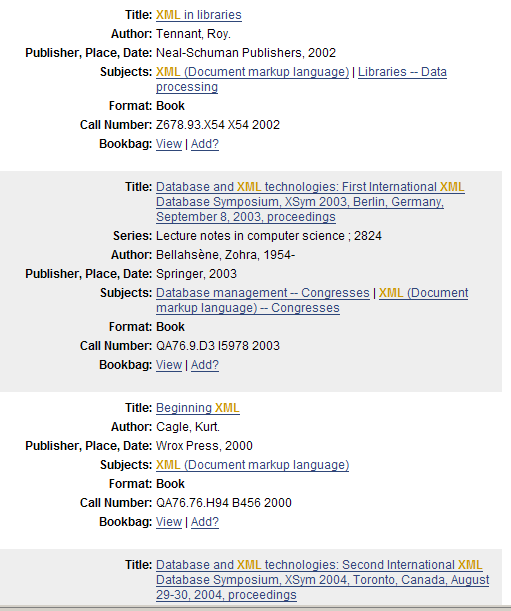 Title: XML in libraries
Author: Tennant, Roy.
Publisher, Place, Date: Neal-Schuman Publishers, 2002
Subjects: XML (Document markup language) | Libraries -- Data
processing
Format: Book
Call Number: Z678.93.X54 X54 2002
Bookbag: View | Add?
Title: Database and XML technologies: First International XML
Database Symposium, XSym 2003, Berlin, Germany,
September 8, 2003, proceedings
Series: Lecture notes in computer science ; 2824
Author: Bellahsène, Zohra, 1954-
Publisher, Place, Date: Springer, 2003
Subjects: Database management -- Congresses | XML (Document
markup language) -- Congresses
Format: Book
Call Number: QA76.9.D3 I5978 2003
Bookbag: View | Add?
Title: Beginning XML
Author: Cagle, Kurt.
Publisher, Place, Date: Wrox Press, 2000
Subjects: XML (Document markup language)
Format: Book
Call Number: QA76.76.H94 B456 2000
Bookbag: View | Add?
Title: Database and XML technologies: Second International XML
Database Symposium, XSym 2004, Toronto, Canada, August
29-30, 2004, proceedings